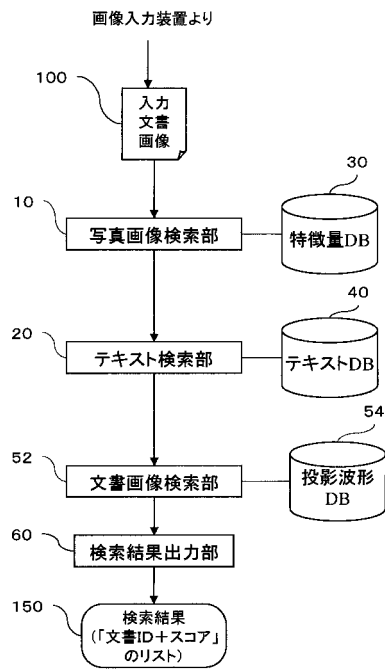 画像入力装置より
100
入力
文書
画像
30
10
写真画像検索部
特徴量DB
40
20
テキスト検索部
テキストDB
54
52
文書画像検索部
投影波形
DB
60
検索結果出力部
150
検索結果
(「文書ID+スコア」
のリスト)